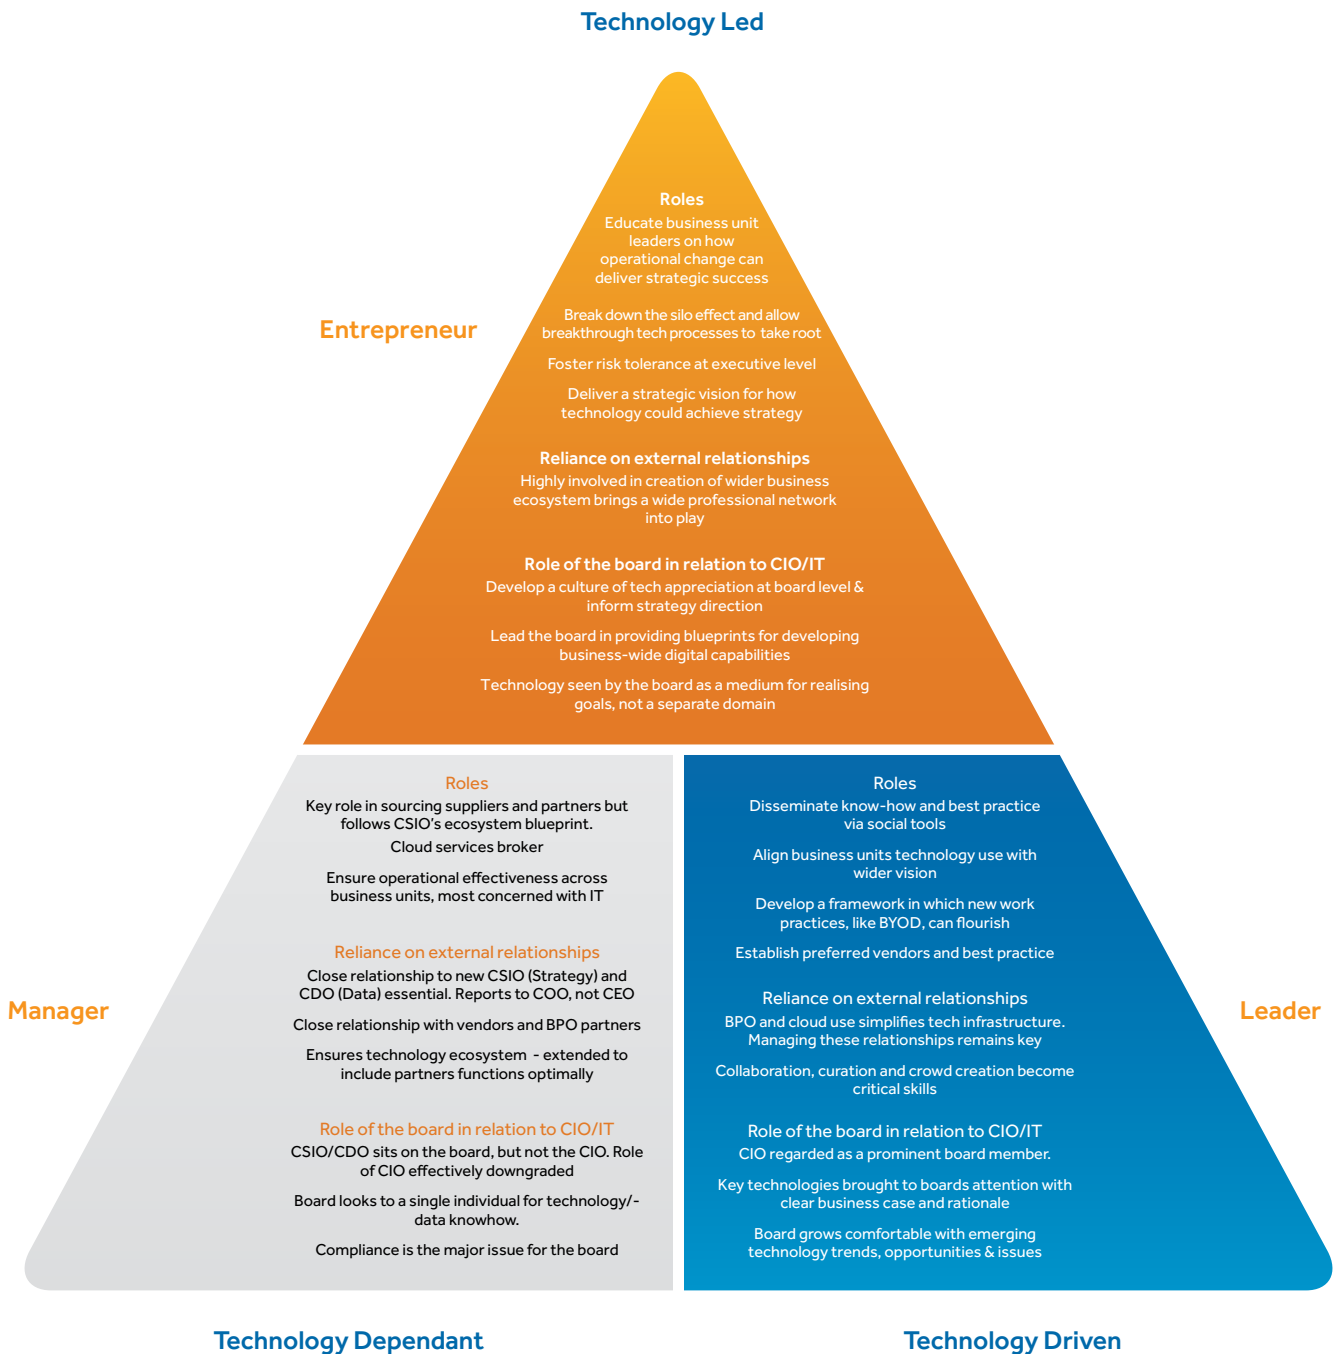 Technology Led
Entrepreneur
Roles
Educate business unit
leaders on how
operational change can
deliver strategic success
Break down the silo effect and allow
breakthrough tech processes to take root
Foster risk tolerance at executive level
Deliver a strategic vision for how
technology could achieve strategy
Reliance on external relationships
Highly involved in creation of wider business
ecosystem brings a wide professional network
into play
Role of the board in relation to CIO/IT
Develop a culture of tech appreciation at board level &
inform strategy direction
Lead the board in providing blueprints for developing
business-wide digital capabilities
Technology seen by the board as a medium for realising
goals, not a separate domain
Manager
Roles
Key role in sourcing suppliers and partners but
follows CSIO's ecosystem blueprint.
Cloud services broker
Ensure operational effectiveness across
business units, most concerned with IT
Reliance on external relationships
Close relationship to new CSIO (Strategy) and
CDO (Data) essential. Reports to COO, not CEO
Close relationship with vendors and BPO partners
Ensures technology ecosystem - extended to
include partners functions optimally
Role of the board in relation to CIO/IT
CSIO/CDO sits on the board, but not the CIO. Role
of CIO effectively downgraded
Board looks to a single individual for technology/-
data knowhow.
Compliance is the major issue for the board
Roles
Disseminate know-how and best practice
via social tools
Align business units technology use with
wider vision
Develop a framework in which new work
practices, like BYOD, can flourish
Establish preferred vendors and best practice
Reliance on external relationships
BPO and cloud use simplifies tech infrastructure.
Managing these relationships remains key
Collaboration, curation and crowd creation become
critical skills
Role of the board in relation to CIO/IT
CIO regarded as a prominent board member.
Key technologies brought to boards attention with
clear business case and rationale
Board grows comfortable with emerging
technology trends, opportunities & issues
Leader
Technology Dependant
Technology Driven